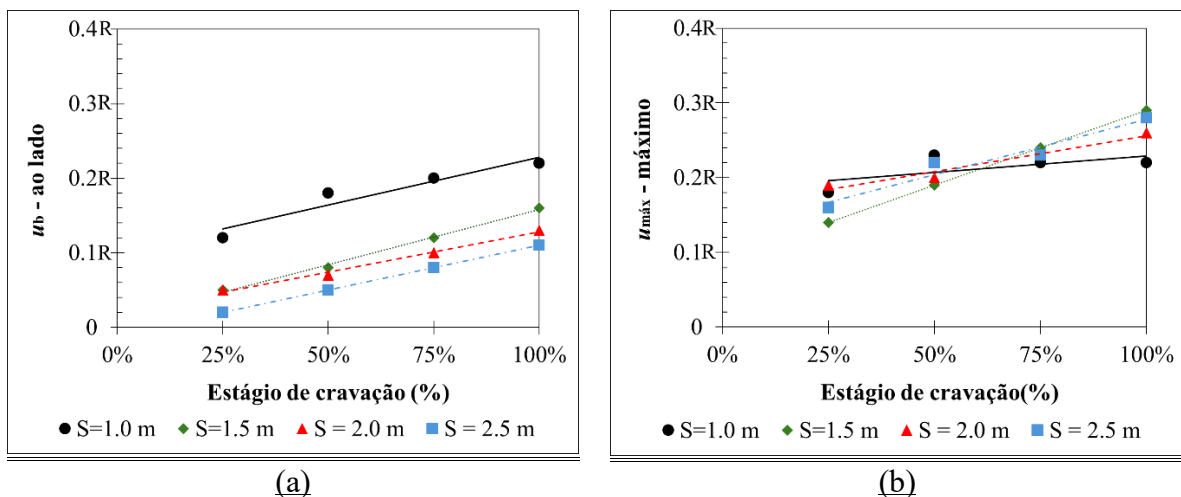 0.4R
0.3R
0.2R
0.1R
0
u_b - ao lado
0% 25% 50% 75% 100%
Estágio de cravação (%)
S=1.0 m S=1.5 m S = 2.0 m S = 2.5 m
(a)
0.4R
0.3R
0.2R
0.1R
0
u_máx - máximo
0% 25% 50% 75% 100%
Estágio de cravação(%)
S=1.0 m S=1.5 m S = 2.0 m S = 2.5 m
(b)